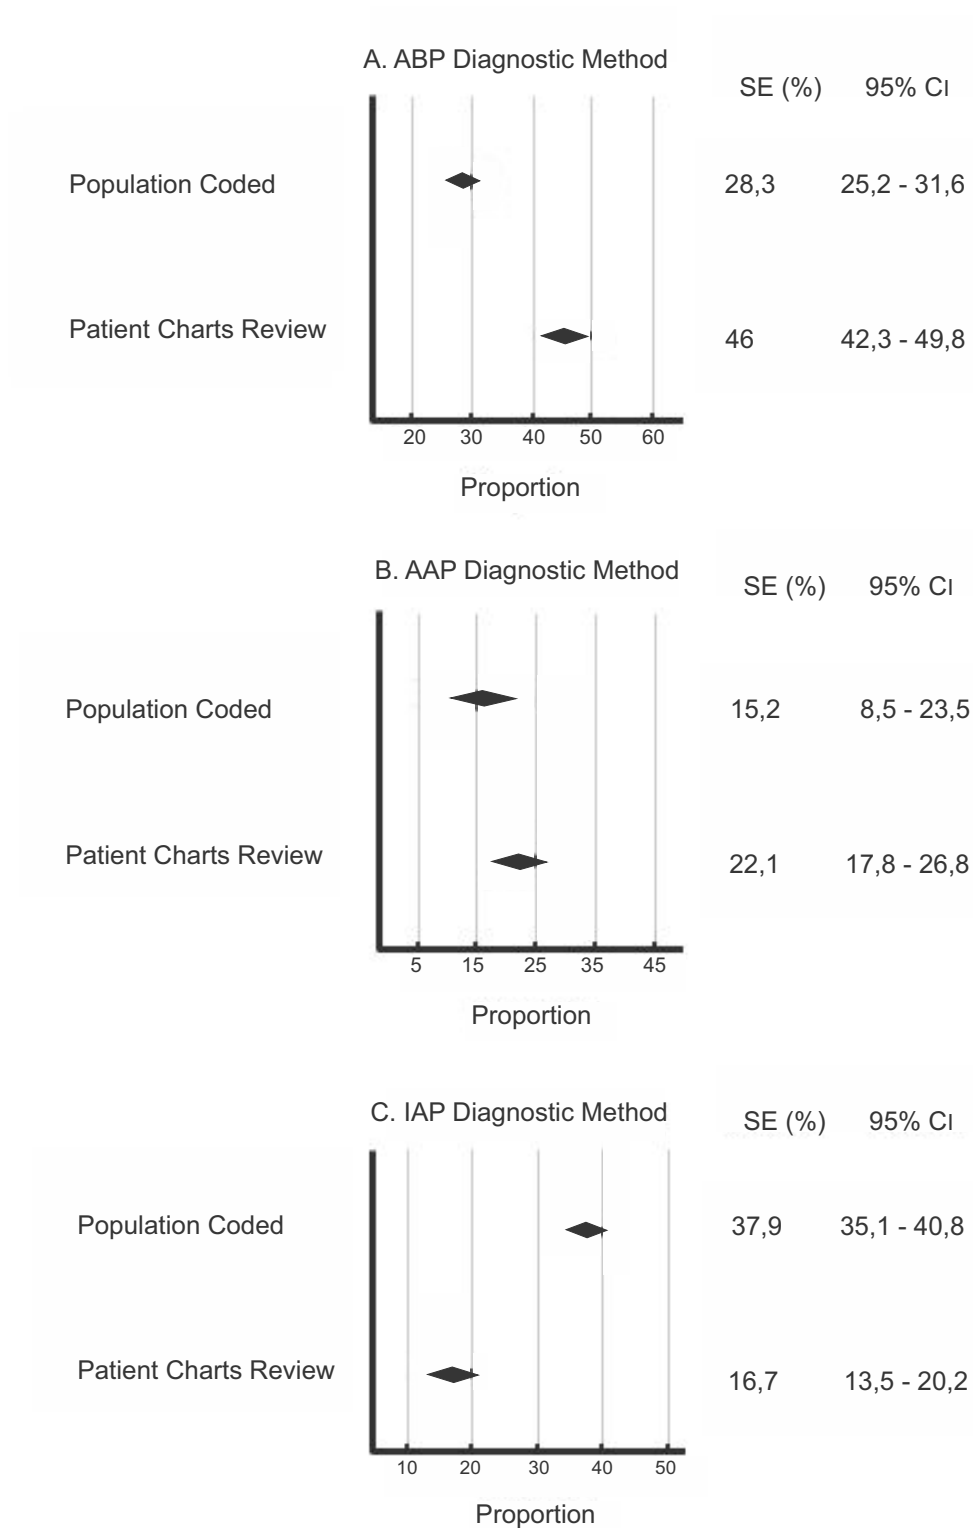 A. ABP Diagnostic Method
SE (%) 95% CI
Population Coded 28,3 25,2 - 31,6
Patient Charts Review 46 42,3 - 49,8
20 30 40 50 60
Proportion
B. AAP Diagnostic Method
SE (%) 95% CI
Population Coded 15,2 8,5 - 23,5
Patient Charts Review 22,1 17,8 - 26,8
5 15 25 35 45
Proportion
C. IAP Diagnostic Method
SE (%) 95% CI
Population Coded 37,9 35,1 - 40,8
Patient Charts Review 16,7 13,5 - 20,2
10 20 30 40 50
Proportion